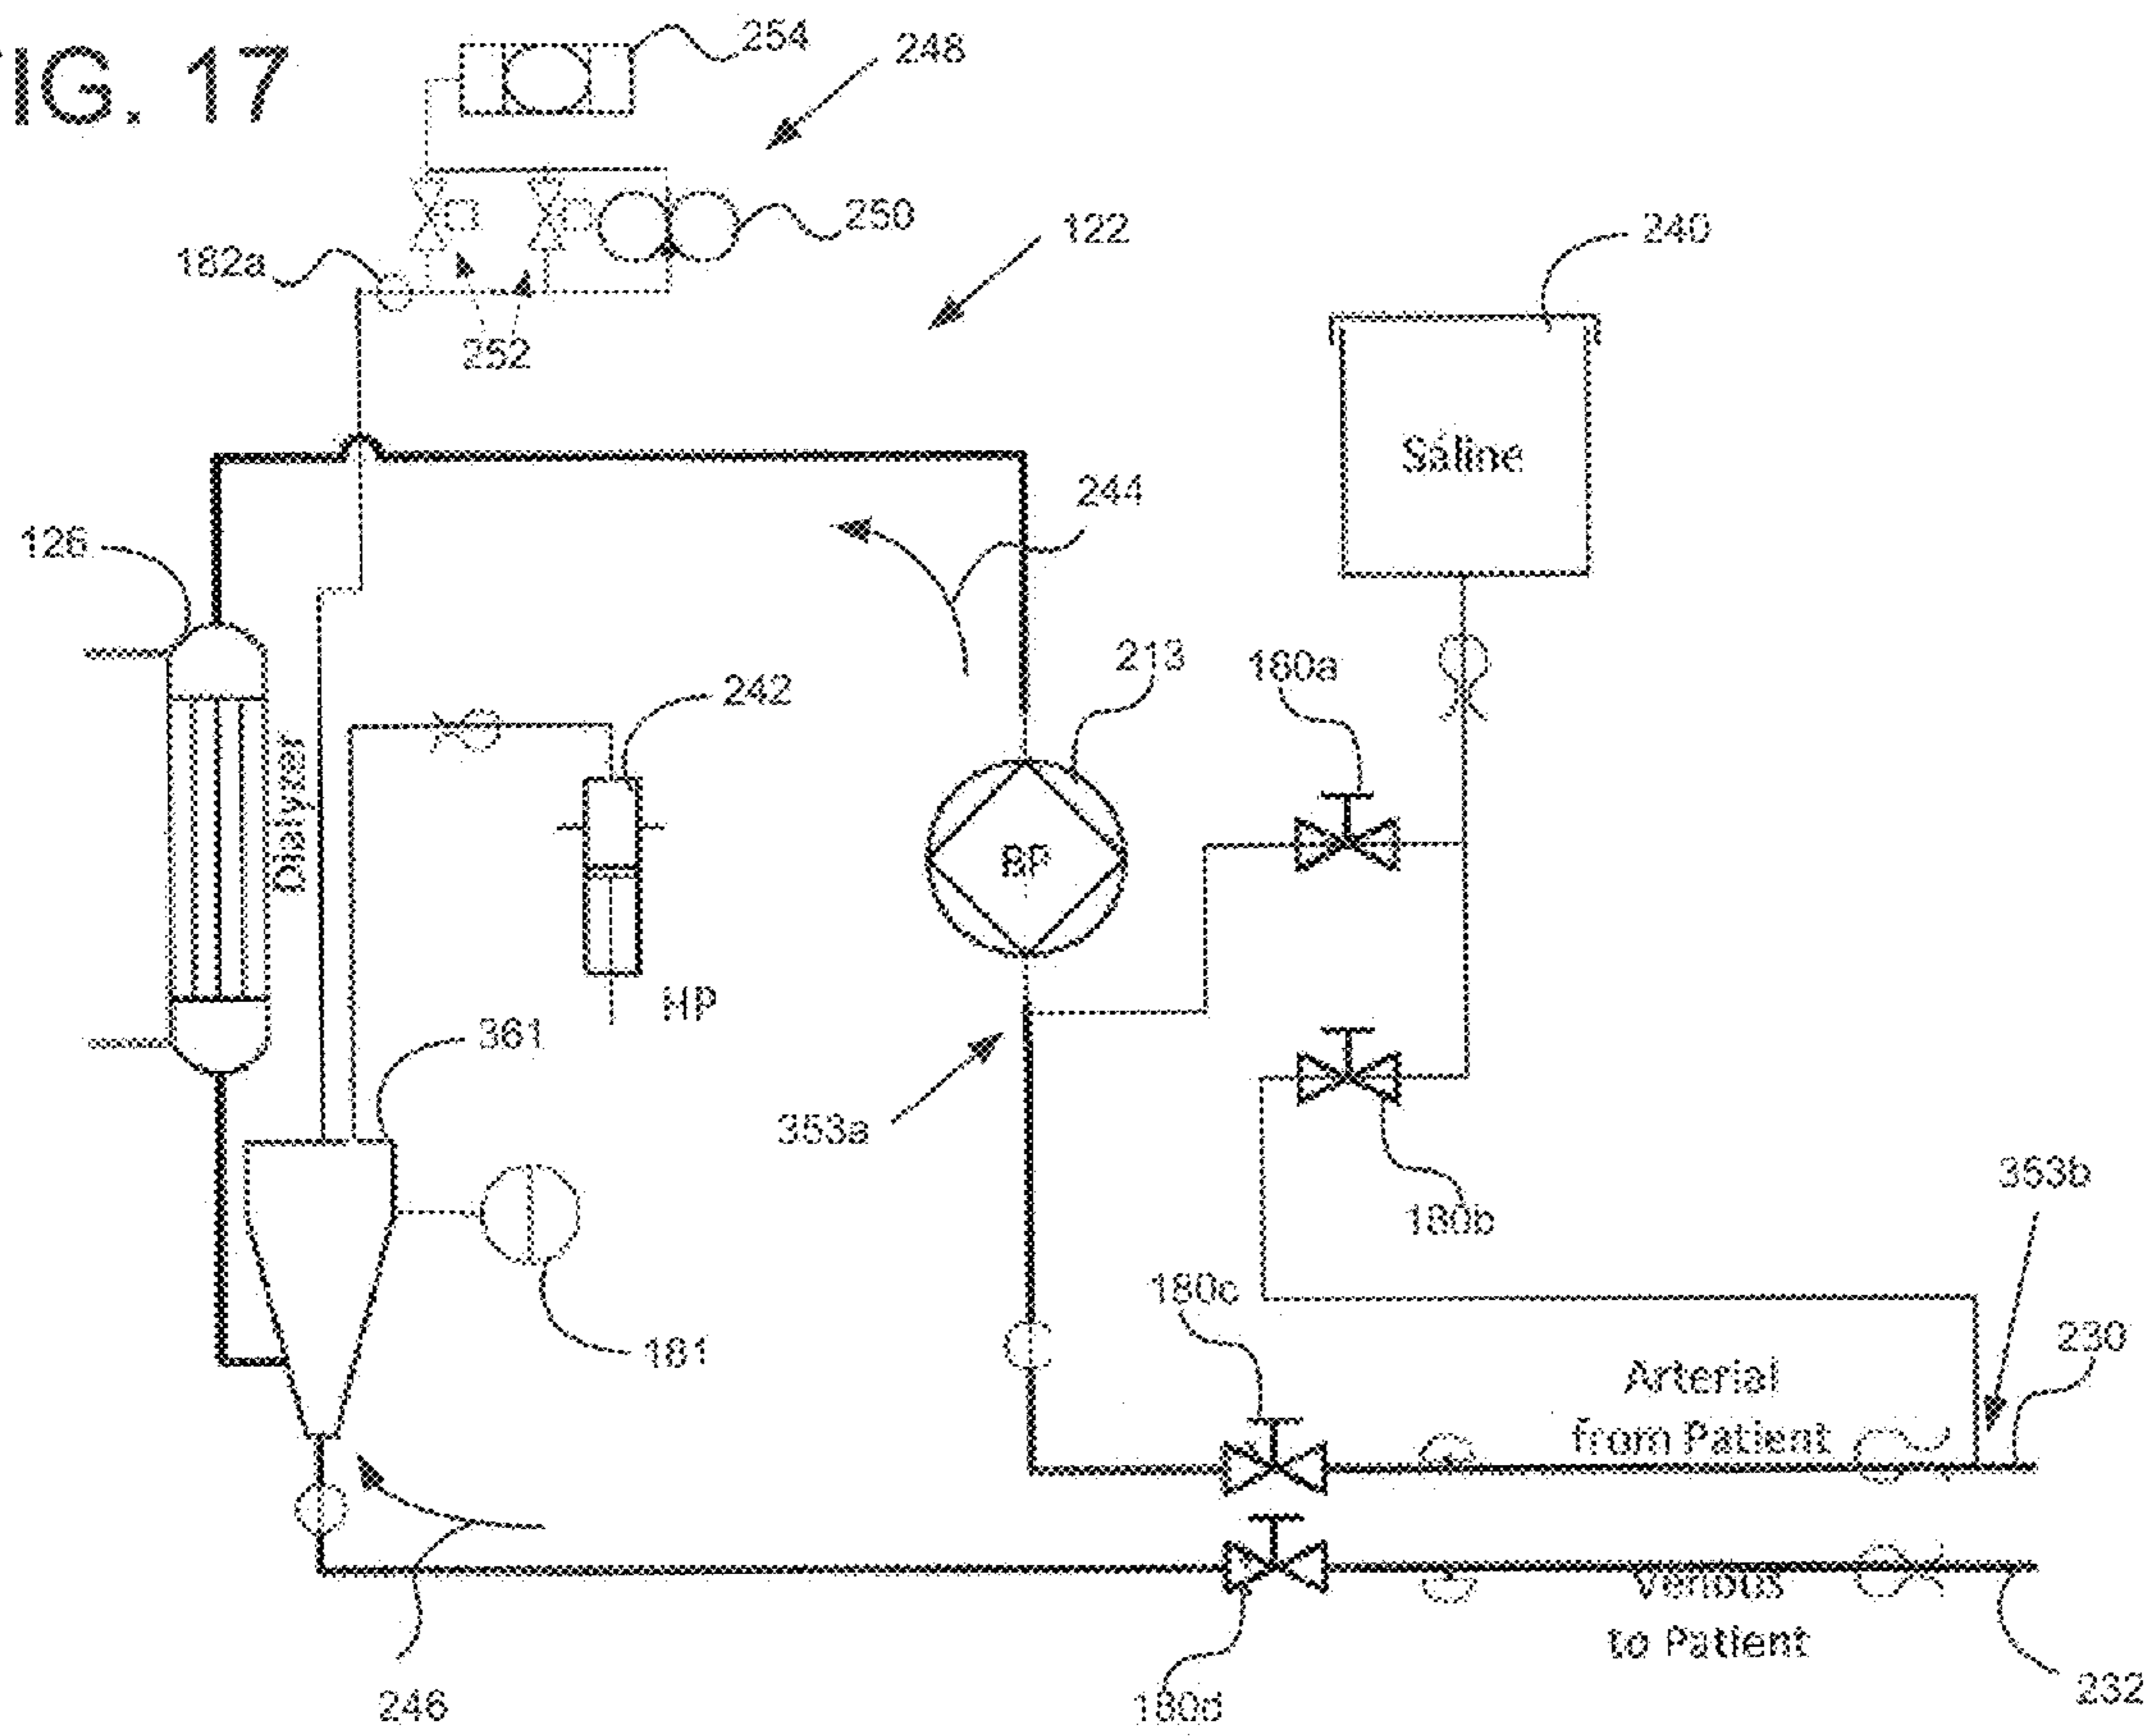 IG. 17
254
248
250
122
240
182a
252
Saline
244
126
213
180a
242
Dialyzer
BP
HP
361
353a
353b
180b
180c
230
181
Arterial
from Patient
Venous
to Patient
246
180d
232